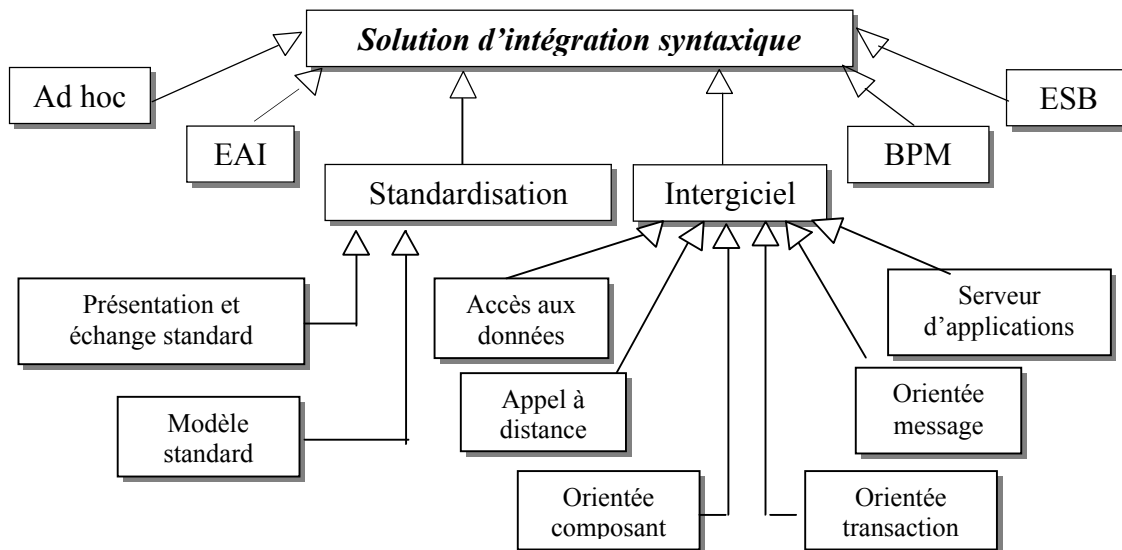 Solution d'intégration syntaxique
Ad hoc
ESB
EAI
BPM
Standardisation
Intergiciel
Présentation et
échange standard
Accès aux
données
Serveur
d'applications
Modèle
standard
Appel à
distance
Orientée
message
Orientée
composant
Orientée
transaction